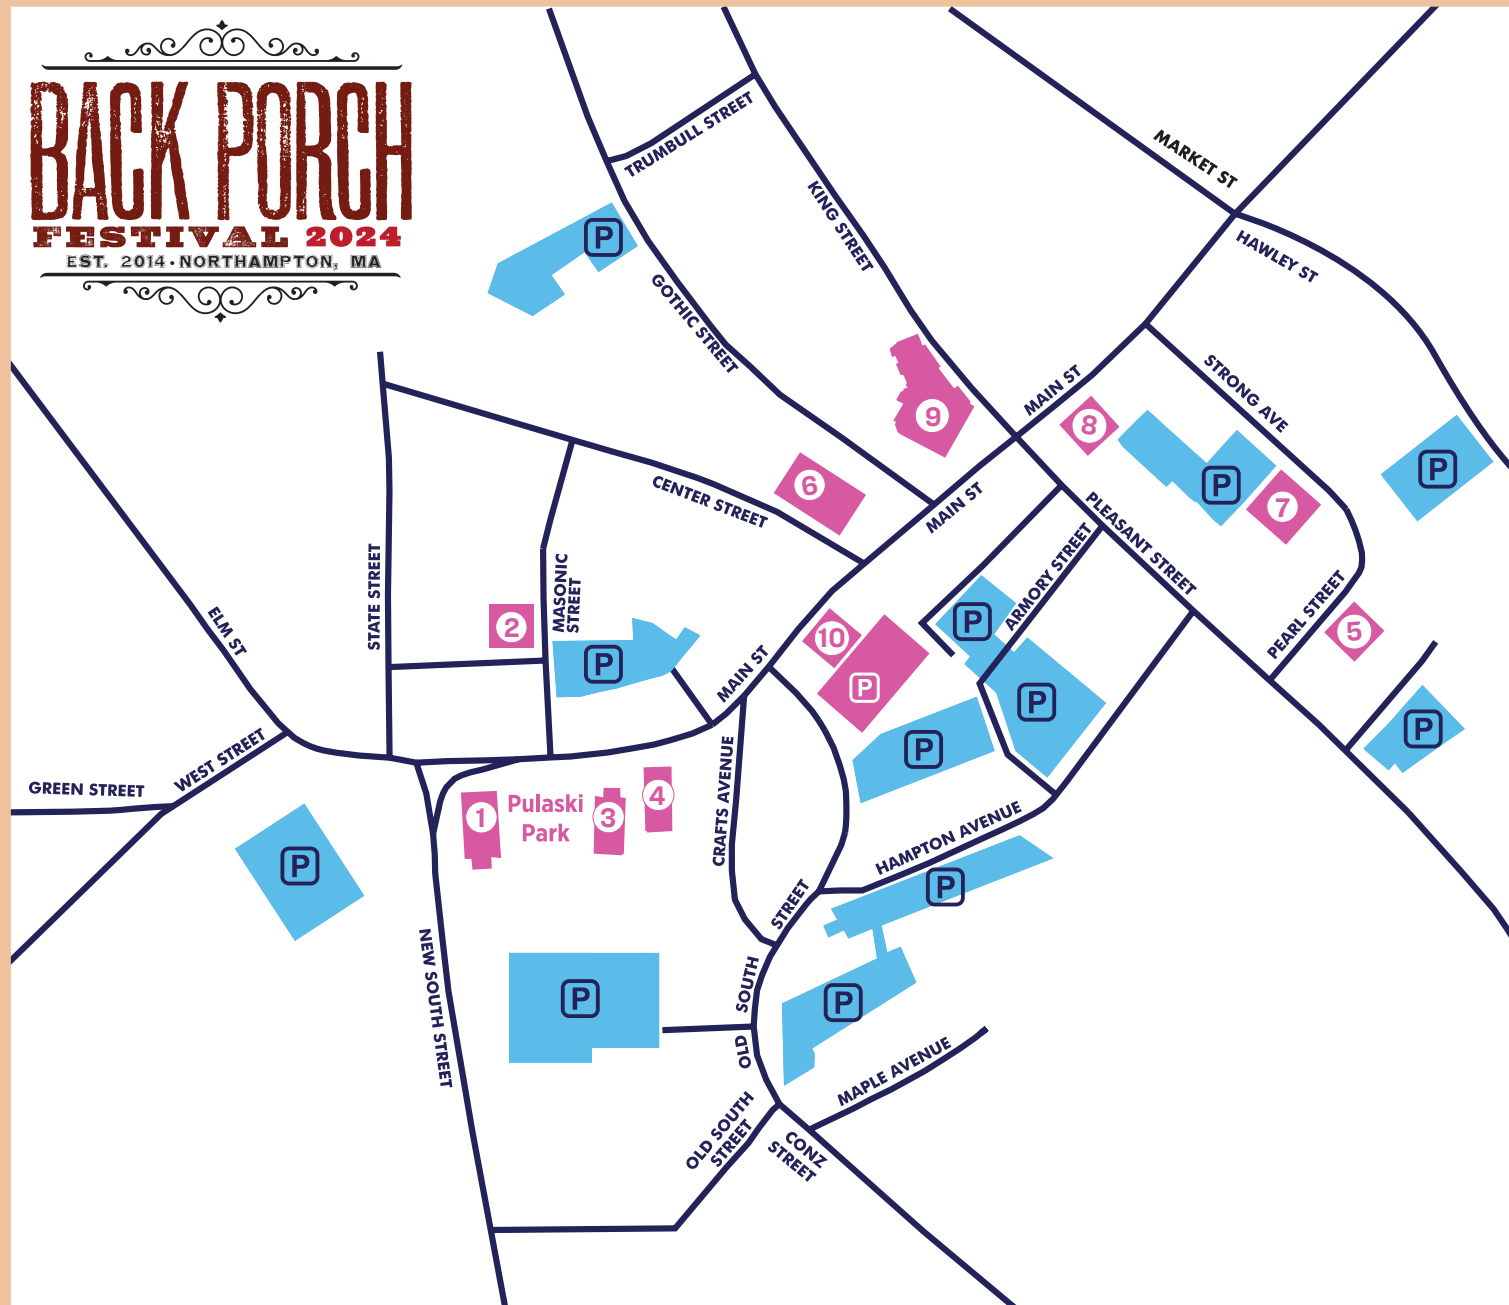 BACK PORCH
FESTIVAL 2024
EST. 2014 · NORTHAMPTON, MA
TRUMBULL STREET
KING STREET
MARKET ST
HAWLEY ST
P
GOTHIC STREET
MAIN ST
STRONG AVE
9
8
P
P
7
6
CENTER STREET
MAIN ST
PLEASANT STREET
ARMORY STREET
STATE STREET
MASONIC
STREET
2
P
ELM ST
MAIN ST
10
P
P
P
PEARL STREET
5
P
P
GREEN STREET
WEST STREET
1
Pulaski
Park
3
4
CRAFTS AVENUE
HAMPTON AVENUE
P
P
STREET
SOUTH
OLD
NEW SOUTH STREET
P
P
MAPLE AVENUE
OLD SOUTH
STREET
CONZ
STREET